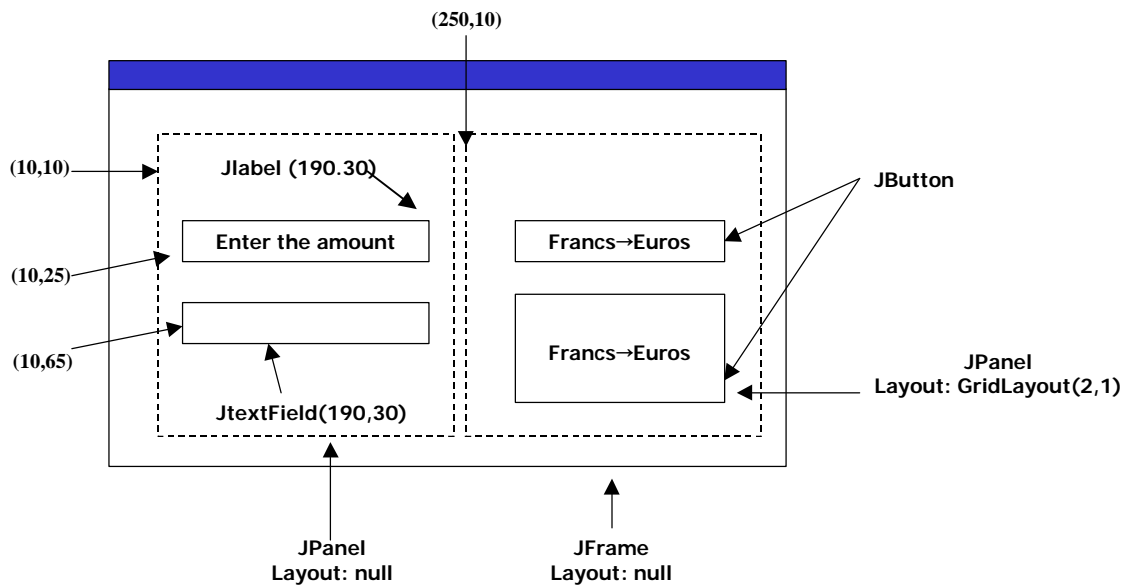 (250,10)
(10,10)
Jlabel (190.30)
JButton
Enter the amount
Francs→Euros
(10,25)
(10,65)
Francs→Euros
JPanel
Layout: GridLayout(2,1)
JtextField(190,30)
JPanel
Layout: null
JFrame
Layout: null